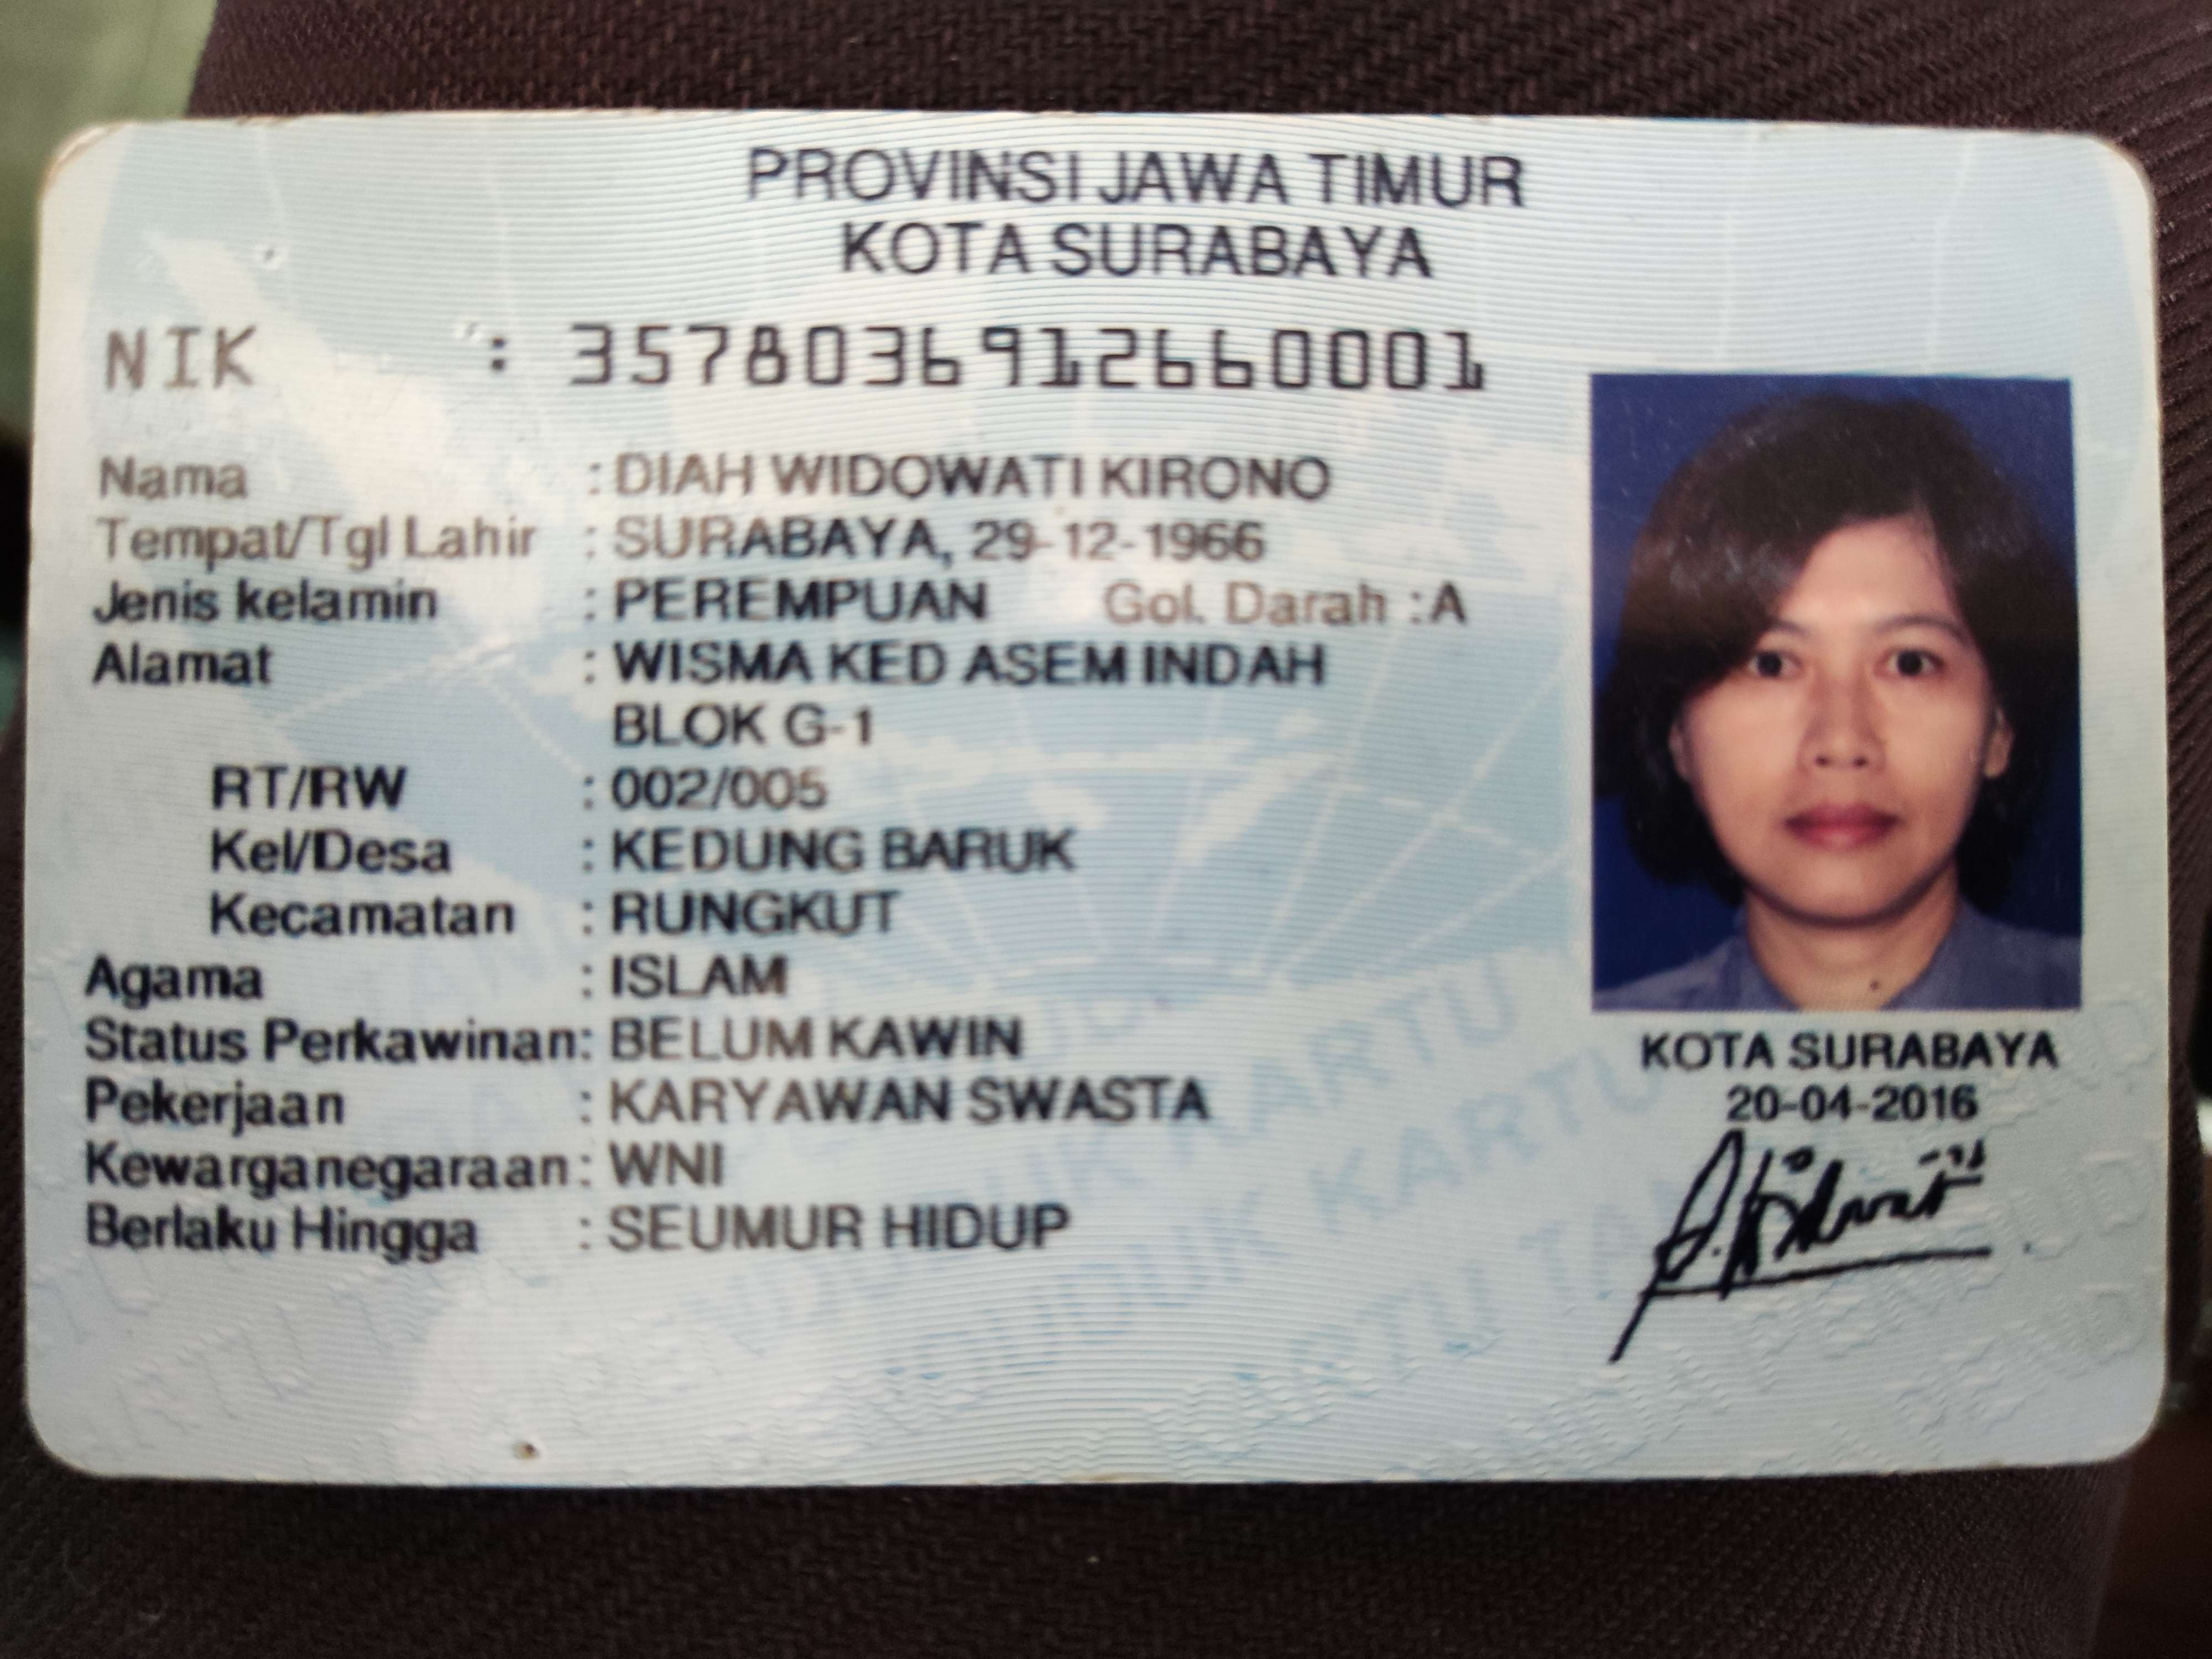 PROVINSI JAWA TIMUR
KOTA SURABAYA
NIK : 3578036912660001
Nama : DIAH WIDOWATI KIRONO
Tempat/Tgl Lahir : SURABAYA, 29-12-1966
Jenis kelamin : PEREMPUAN Gol. Darah : A
Alamat : WISMA KED ASEM INDAH
BLOK G-1
RT/RW : 002/005
Kel/Desa : KEDUNG BARUK
Kecamatan : RUNGKUT
Agama : ISLAM
Status Perkawinan: BELUM KAWIN
Pekerjaan : KARYAWAN SWASTA
Kewarganegaraan: WNI
Berlaku Hingga : SEUMUR HIDUP
KOTA SURABAYA
20-04-2016